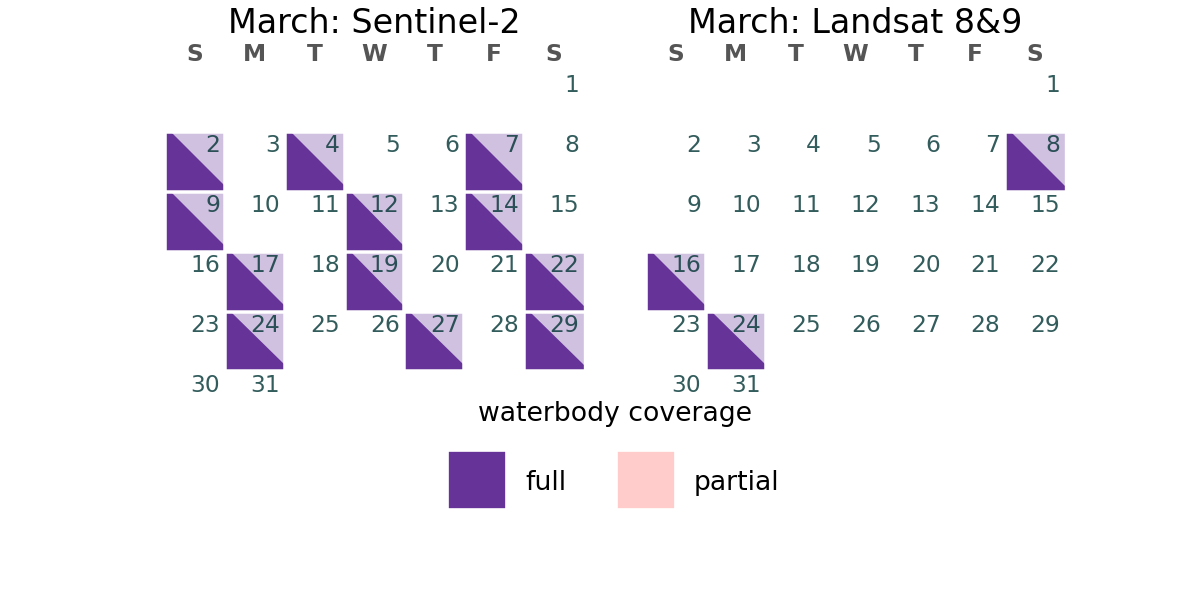 March: Sentinel-2
S M T W T F S
1
2 3 4 5 6 7 8
9 10 11 12 13 14 15
16 17 18 19 20 21 22
23 24 25 26 27 28 29
30 31
March: Landsat 8&9
S M T W T F S
1
2 3 4 5 6 7 8
9 10 11 12 13 14 15
16 17 18 19 20 21 22
23 24 25 26 27 28 29
30 31
waterbody coverage
full partial